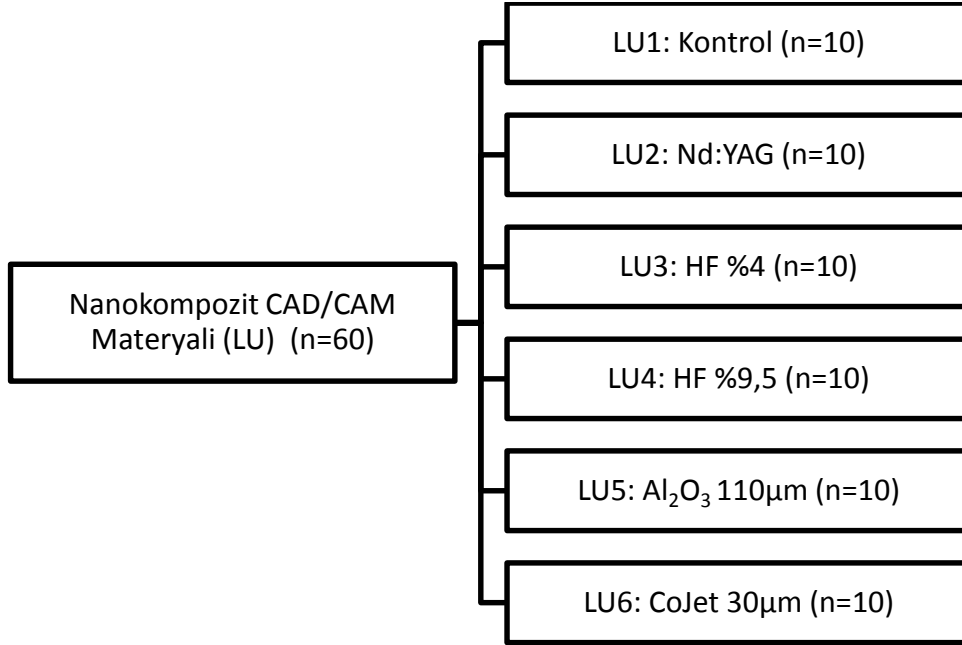 LU1: Kontrol (n=10)
LU2: Nd:YAG (n=10)
LU3: HF %4 (n=10)
Nanokompozit CAD/CAM
Materyali (LU) (n=60)
LU4: HF %9,5 (n=10)
LU5: Al₂O₃ 110µm (n=10)
LU6: CoJet 30µm (n=10)